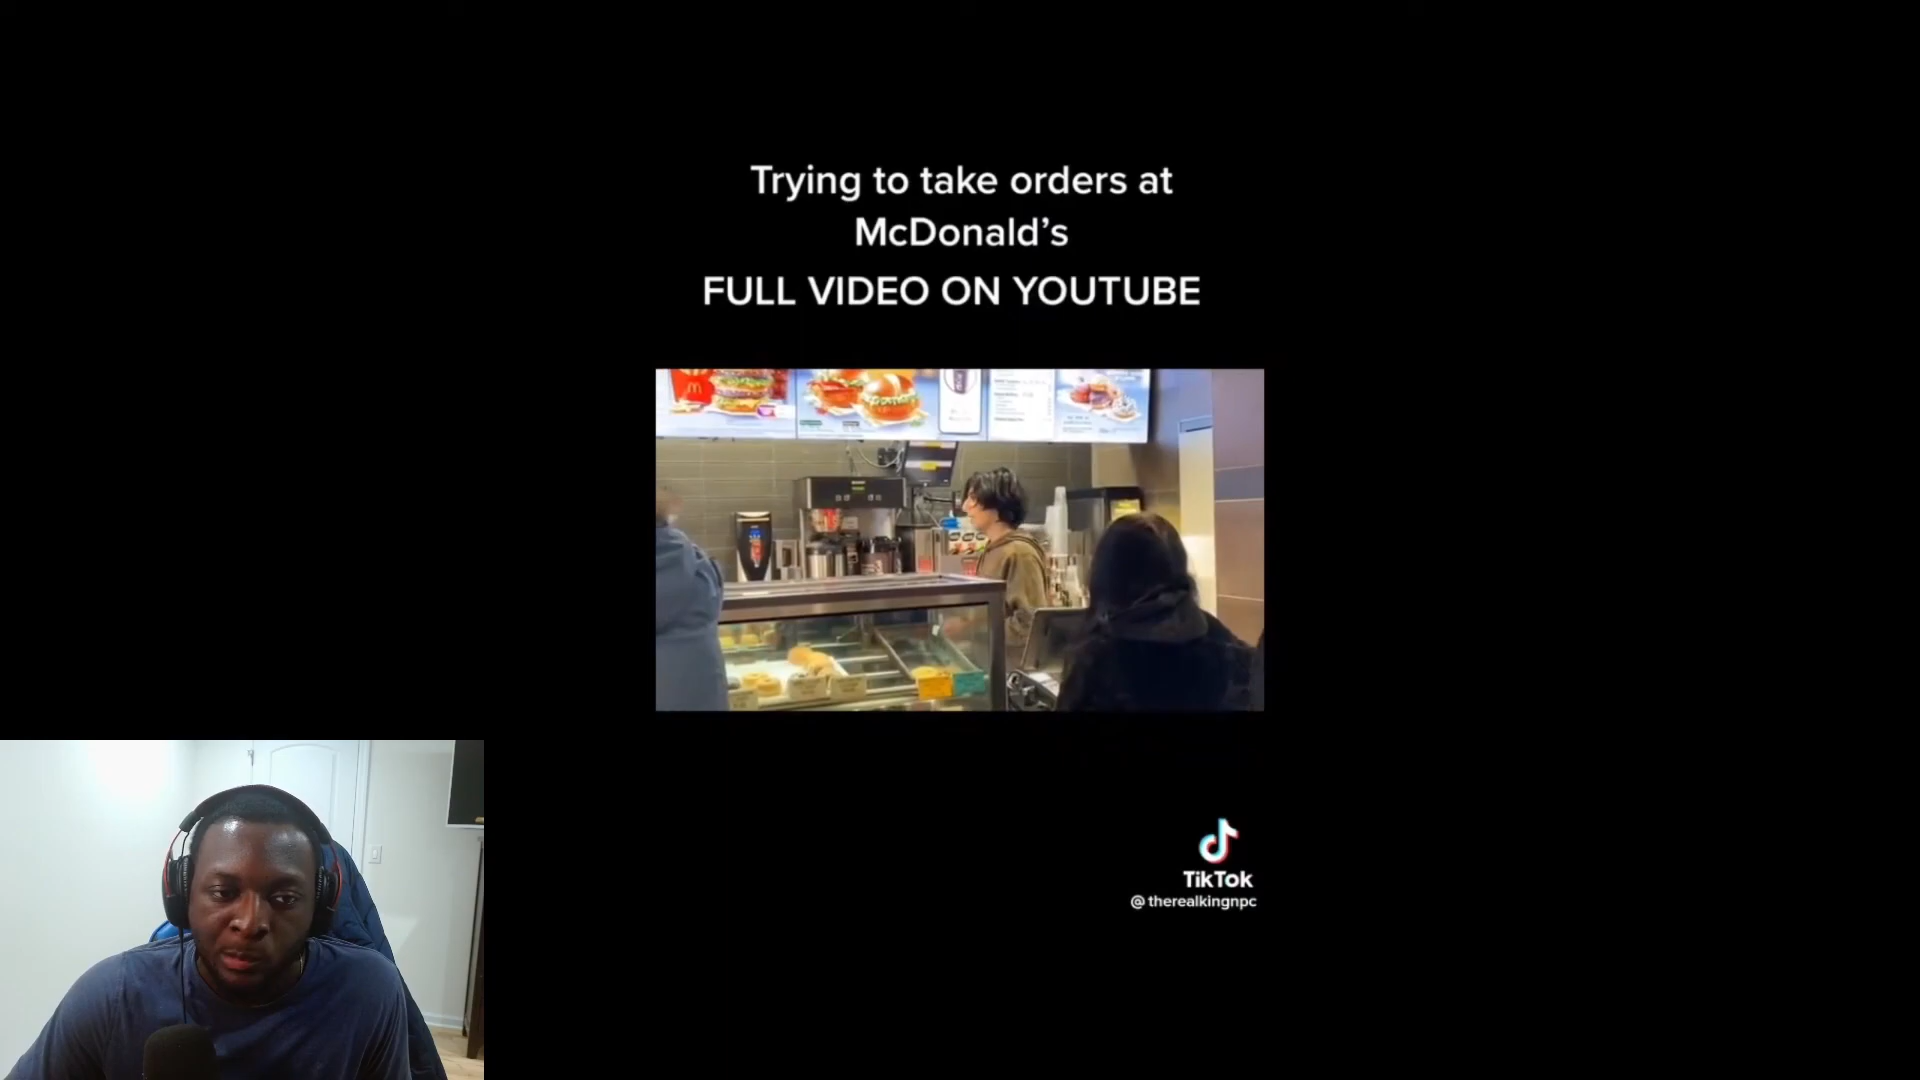 Trying to take orders at
McDonald’s
FULL VIDEO ON YOUTUBE
TikTok
@therealkingnpc